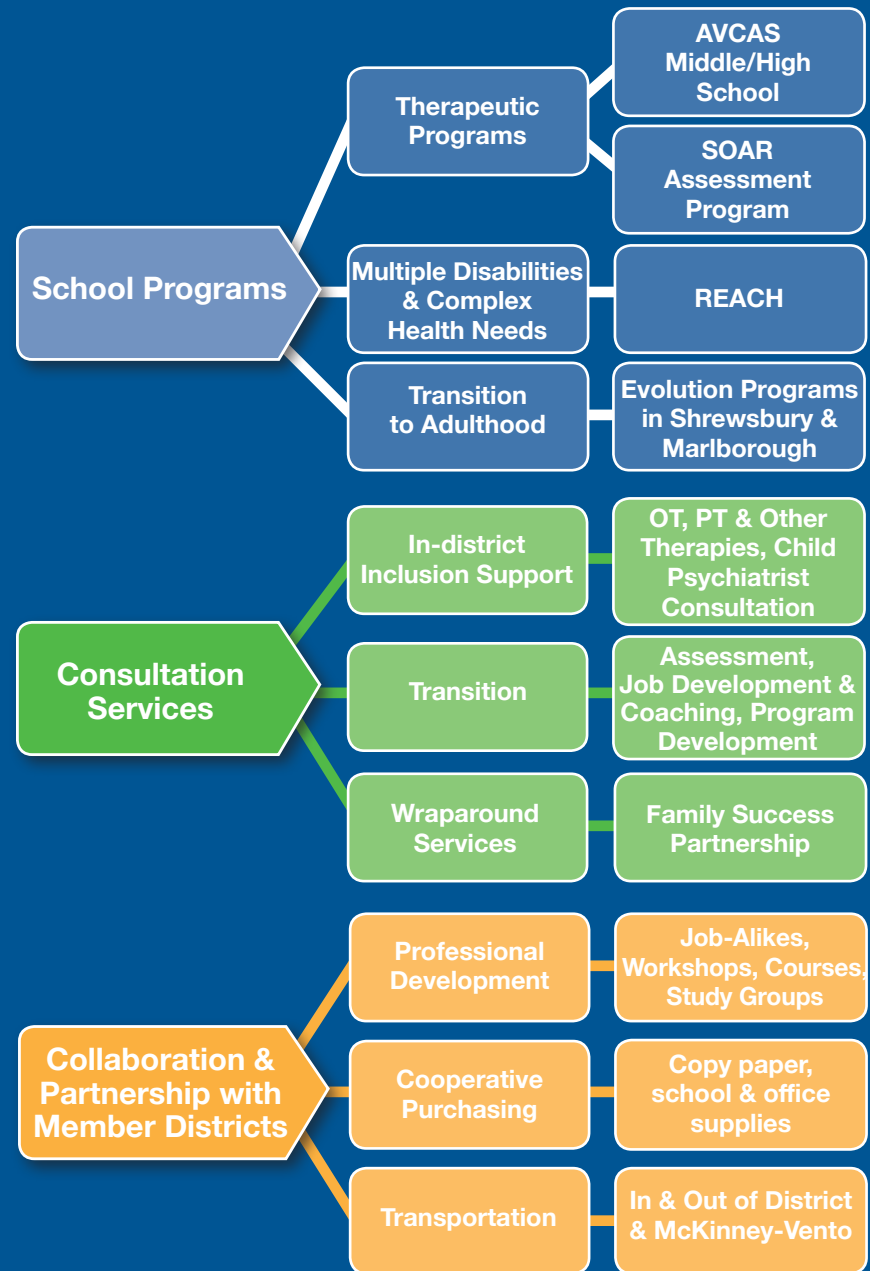 School Programs
Therapeutic
Programs
AVCAS
Middle/High
School
SOAR
Assessment
Program
Multiple Disabilities
& Complex
Health Needs
REACH
Transition
to Adulthood
Evolution Programs
in Shrewsbury &
Marlborough
Consultation
Services
In-district
Inclusion Support
OT, PT & Other
Therapies, Child
Psychiatrist
Consultation
Transition
Assessment,
Job Development &
Coaching, Program
Development
Wraparound
Services
Family Success
Partnership
Collaboration &
Partnership with
Member Districts
Professional
Development
Job-Alikes,
Workshops, Courses,
Study Groups
Cooperative
Purchasing
Copy paper,
school & office
supplies
Transportation
In & Out of District
& McKinney-Vento